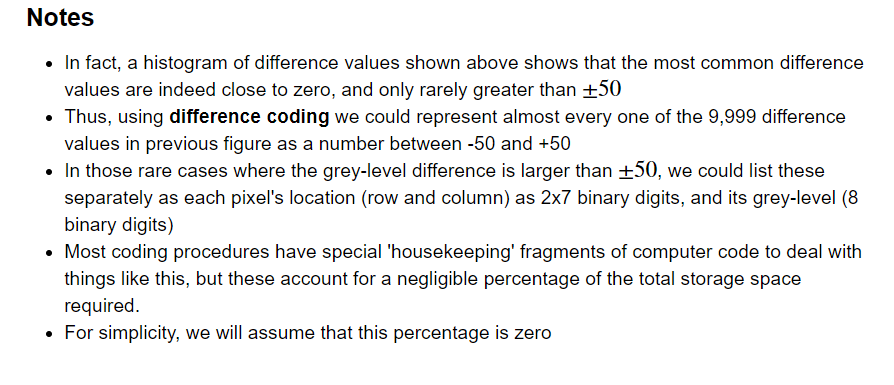 Notes
• In fact, a histogram of difference values shown above shows that the most common difference
values are indeed close to zero, and only rarely greater than ±50
• Thus, using difference coding we could represent almost every one of the 9,999 difference
values in previous figure as a number between -50 and +50
• In those rare cases where the grey-level difference is larger than ±50, we could list these
separately as each pixel's location (row and column) as 2x7 binary digits, and its grey-level (8
binary digits)
• Most coding procedures have special 'housekeeping' fragments of computer code to deal with
things like this, but these account for a negligible percentage of the total storage space
required.
• For simplicity, we will assume that this percentage is zero